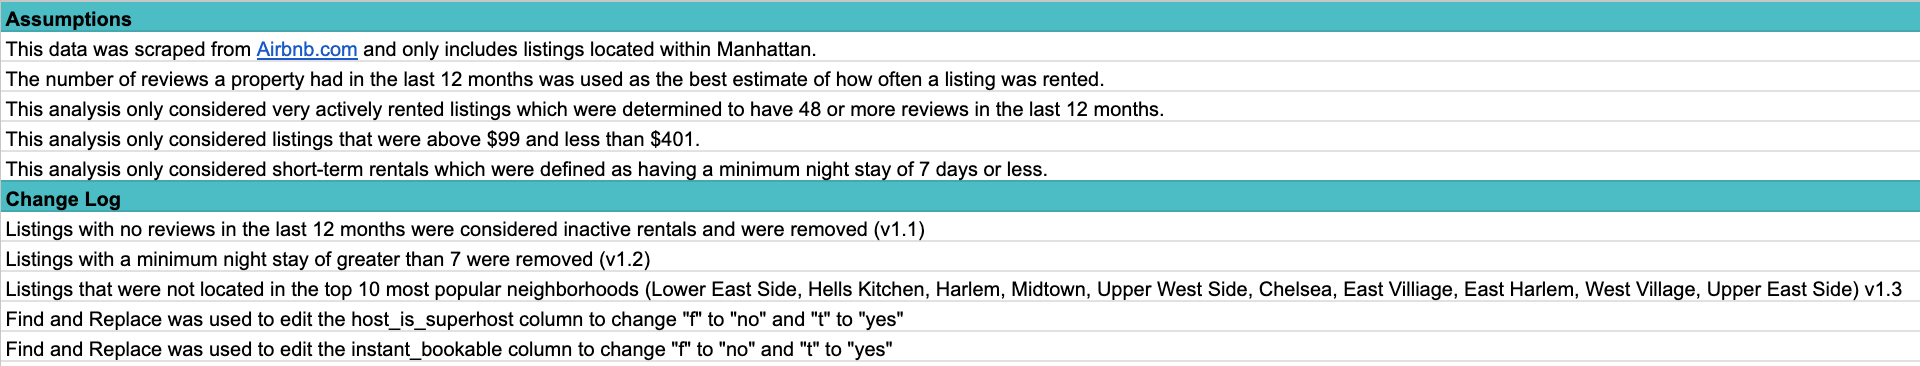 Assumptions
This data was scraped from Airbnb.com and only includes listings located within Manhattan.
The number of reviews a property had in the last 12 months was used as the best estimate of how often a listing was rented.
This analysis only considered very actively rented listings which were determined to have 48 or more reviews in the last 12 months.
This analysis only considered listings that were above $99 and less than $401.
This analysis only considered short-term rentals which were defined as having a minimum night stay of 7 days or less.
Change Log
Listings with no reviews in the last 12 months were considered inactive rentals and were removed (v1.1)
Listings with a minimum night stay of greater than 7 were removed (v1.2)
Listings that were not located in the top 10 most popular neighborhoods (Lower East Side, Hells Kitchen, Harlem, Midtown, Upper West Side, Chelsea, East Villiage, East Harlem, West Village, Upper East Side) v1.3
Find and Replace was used to edit the host_is_superhost column to change "f" to "no" and "t" to "yes"
Find and Replace was used to edit the instant_bookable column to change "f" to "no" and "t" to "yes"